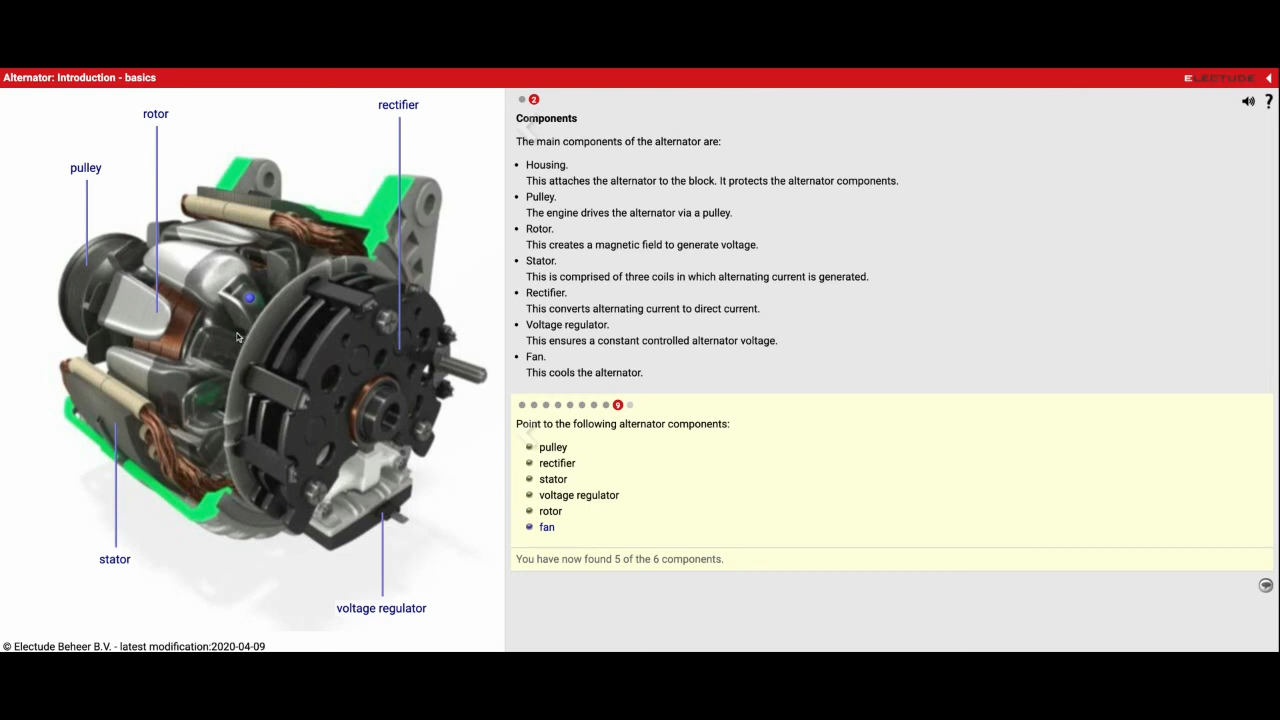 Alternator: Introduction - basics
ELECTUDE
rotor
rectifier
pulley
stator
voltage regulator
© Electude Beheer B.V. - latest modification:2020-04-09
2
?
Components
The main components of the alternator are:
• Housing.
This attaches the alternator to the block. It protects the alternator components.
• Pulley.
The engine drives the alternator via a pulley.
• Rotor.
This creates a magnetic field to generate voltage.
• Stator.
This is comprised of three coils in which alternating current is generated.
• Rectifier.
This converts alternating current to direct current.
• Voltage regulator.
This ensures a constant controlled alternator voltage.
• Fan.
This cools the alternator.
9
Point to the following alternator components:
pulley
rectifier
stator
voltage regulator
rotor
fan
You have now found 5 of the 6 components.